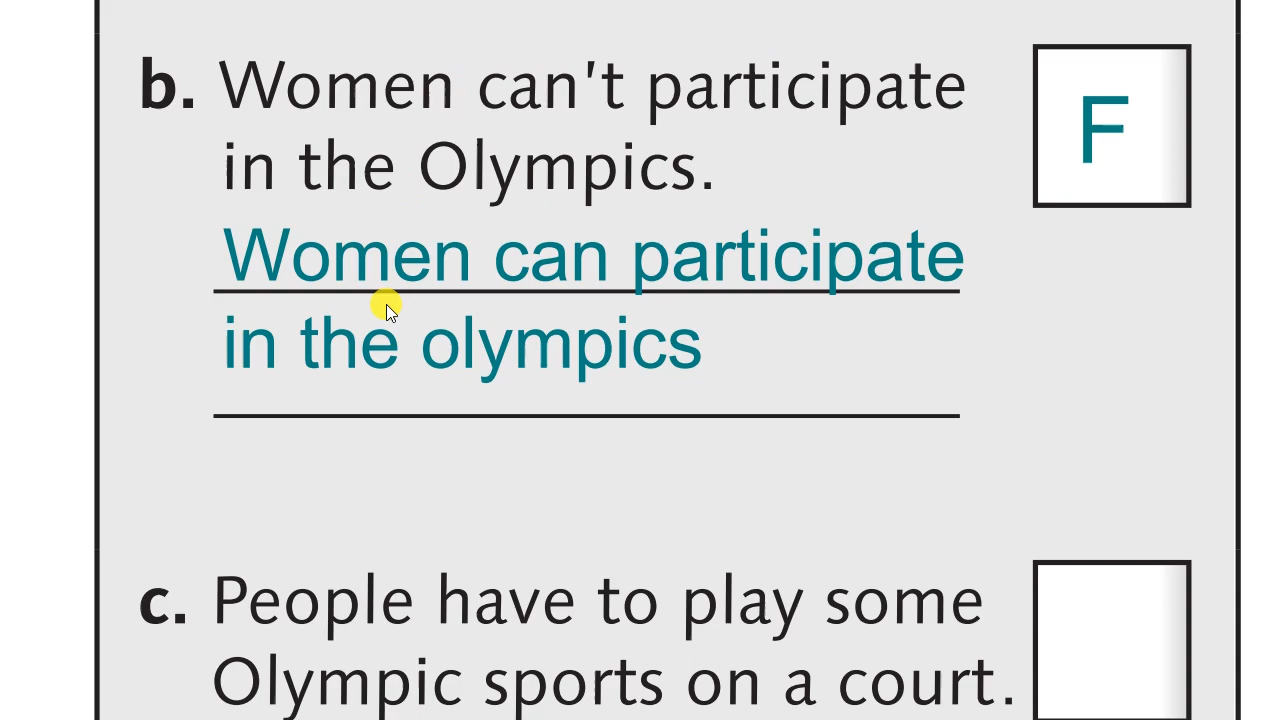 b. Women can't participate
in the Olympics.
F
Women can participate
in the olympics
c. People have to play some
Olympic sports on a court.